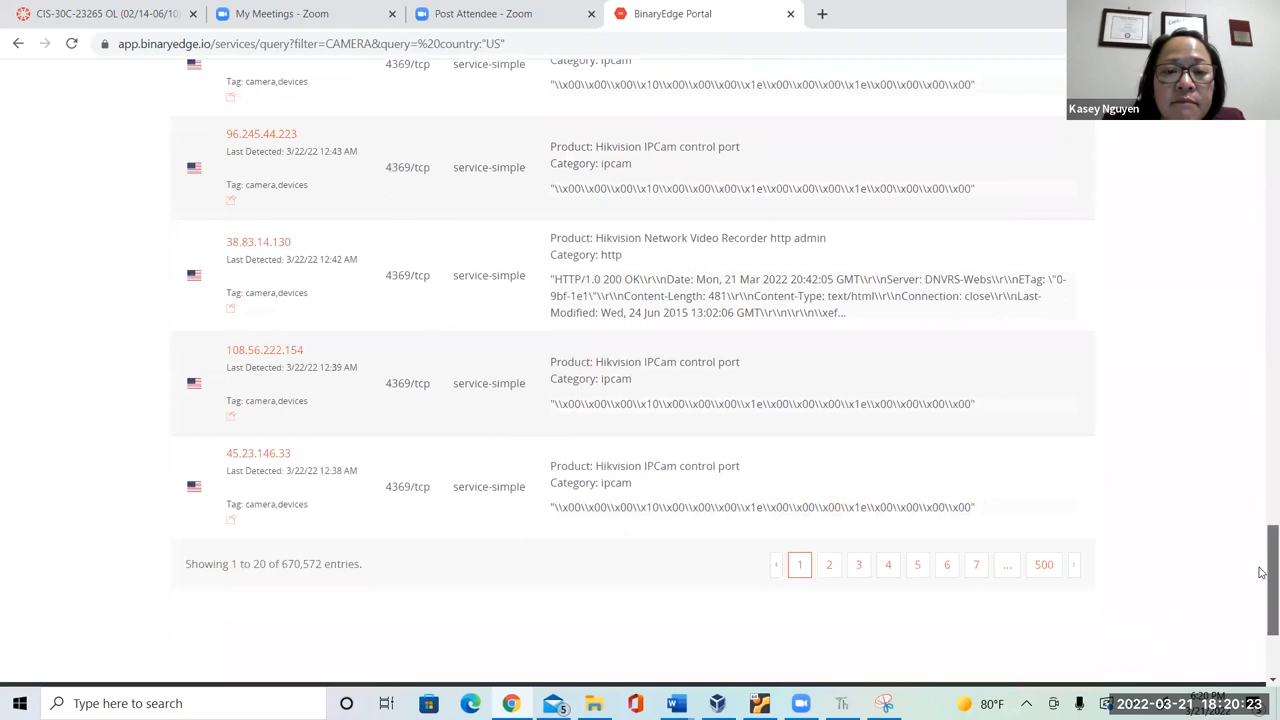 CIS-30C-23265 OL (02/14-06/10)
My Meetings - Zoom
Post Attendee - Zoom
BinaryEdge Portal
app.binaryedge.io/services/query?filter=CAMERA&query=%20country:"US"
Kasey Nguyen
4369/tcp
service-simple
Category: ipcam
Tag: camera,devices
"\\x00\\x00\\x00\\x10\\x00\\x00\\x00\\x1e\\x00\\x00\\x00\\x00\\x00"
96.245.44.223
Last Detected: 3/22/22 12:43 AM
Tag: camera,devices
4369/tcp
service-simple
Product: Hikvision IPCam control port
Category: ipcam
"\\x00\\x00\\x00\\x10\\x00\\x00\\x00\\x1e\\x00\\x00\\x00\\x00\\x00"
38.83.14.130
Last Detected: 3/22/22 12:42 AM
Tag: camera,devices
4369/tcp
service-simple
Product: Hikvision Network Video Recorder http admin
Category: http
"HTTP/1.0 200 OK\\r\\nDate: Mon, 21 Mar 2022 20:42:05 GMT\\r\\nServer: DNVRS-Webs\\r\\nETag: \"0-
9bf-1e1\"\\r\\nContent-Length: 481\\r\\nContent-Type: text/html\\r\\nConnection: close\\r\\nLast-
Modified: Wed, 24 Jun 2015 13:02:06 GMT\\r\\n\\r\\n\\xef...
108.56.222.154
Last Detected: 3/22/22 12:39 AM
Tag: camera,devices
4369/tcp
service-simple
Product: Hikvision IPCam control port
Category: ipcam
"\\x00\\x00\\x00\\x10\\x00\\x00\\x00\\x1e\\x00\\x00\\x00\\x00\\x00"
45.23.146.33
Last Detected: 3/22/22 12:38 AM
Tag: camera,devices
4369/tcp
service-simple
Product: Hikvision IPCam control port
Category: ipcam
"\\x00\\x00\\x00\\x10\\x00\\x00\\x00\\x1e\\x00\\x00\\x00\\x00\\x00"
Showing 1 to 20 of 670,572 entries.
‹ 1 2 3 5 6 7 ... 500 ›
Type here to search
5
80°F
6:20 PM
3/21/2022
2022-03-21 18:20:23